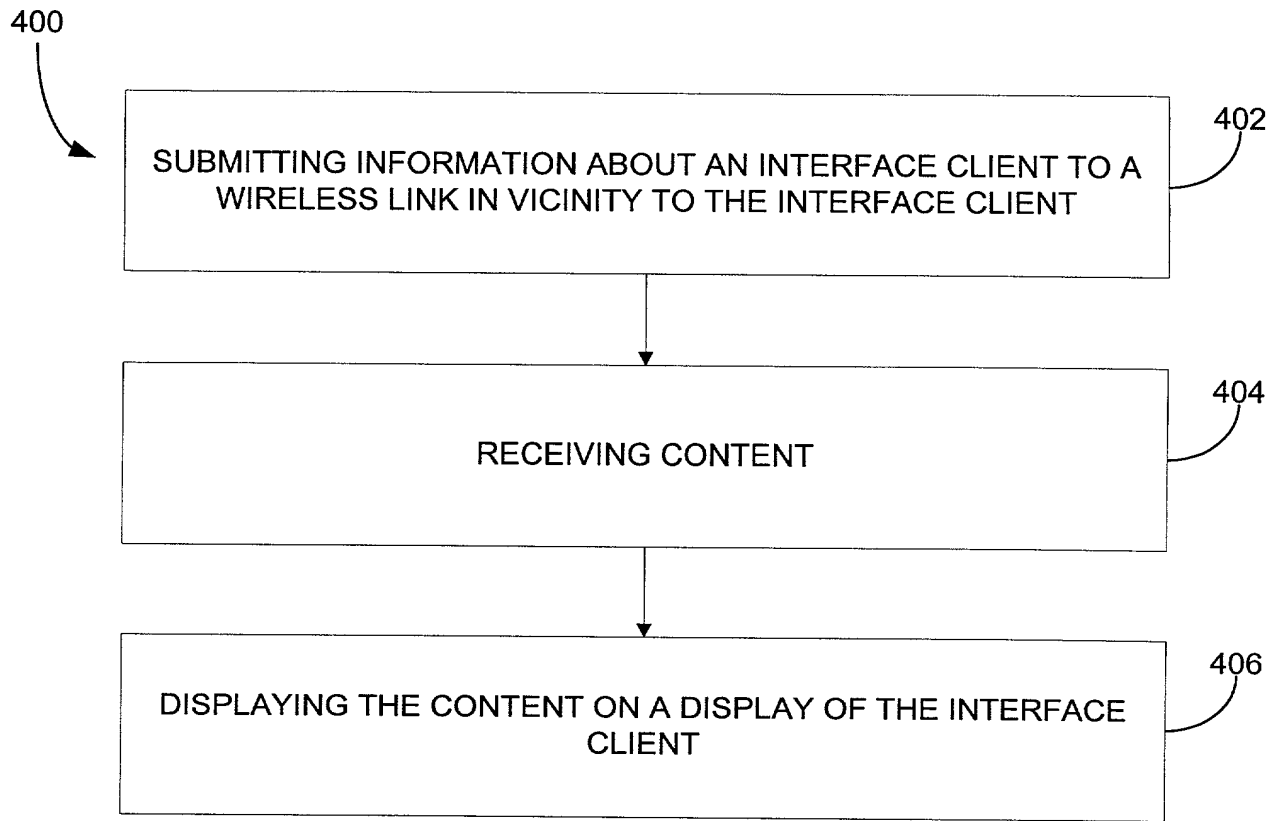 400
402
SUBMITTING INFORMATION ABOUT AN INTERFACE CLIENT TO A
WIRELESS LINK IN VICINITY TO THE INTERFACE CLIENT
404
RECEIVING CONTENT
406
DISPLAYING THE CONTENT ON A DISPLAY OF THE INTERFACE
CLIENT